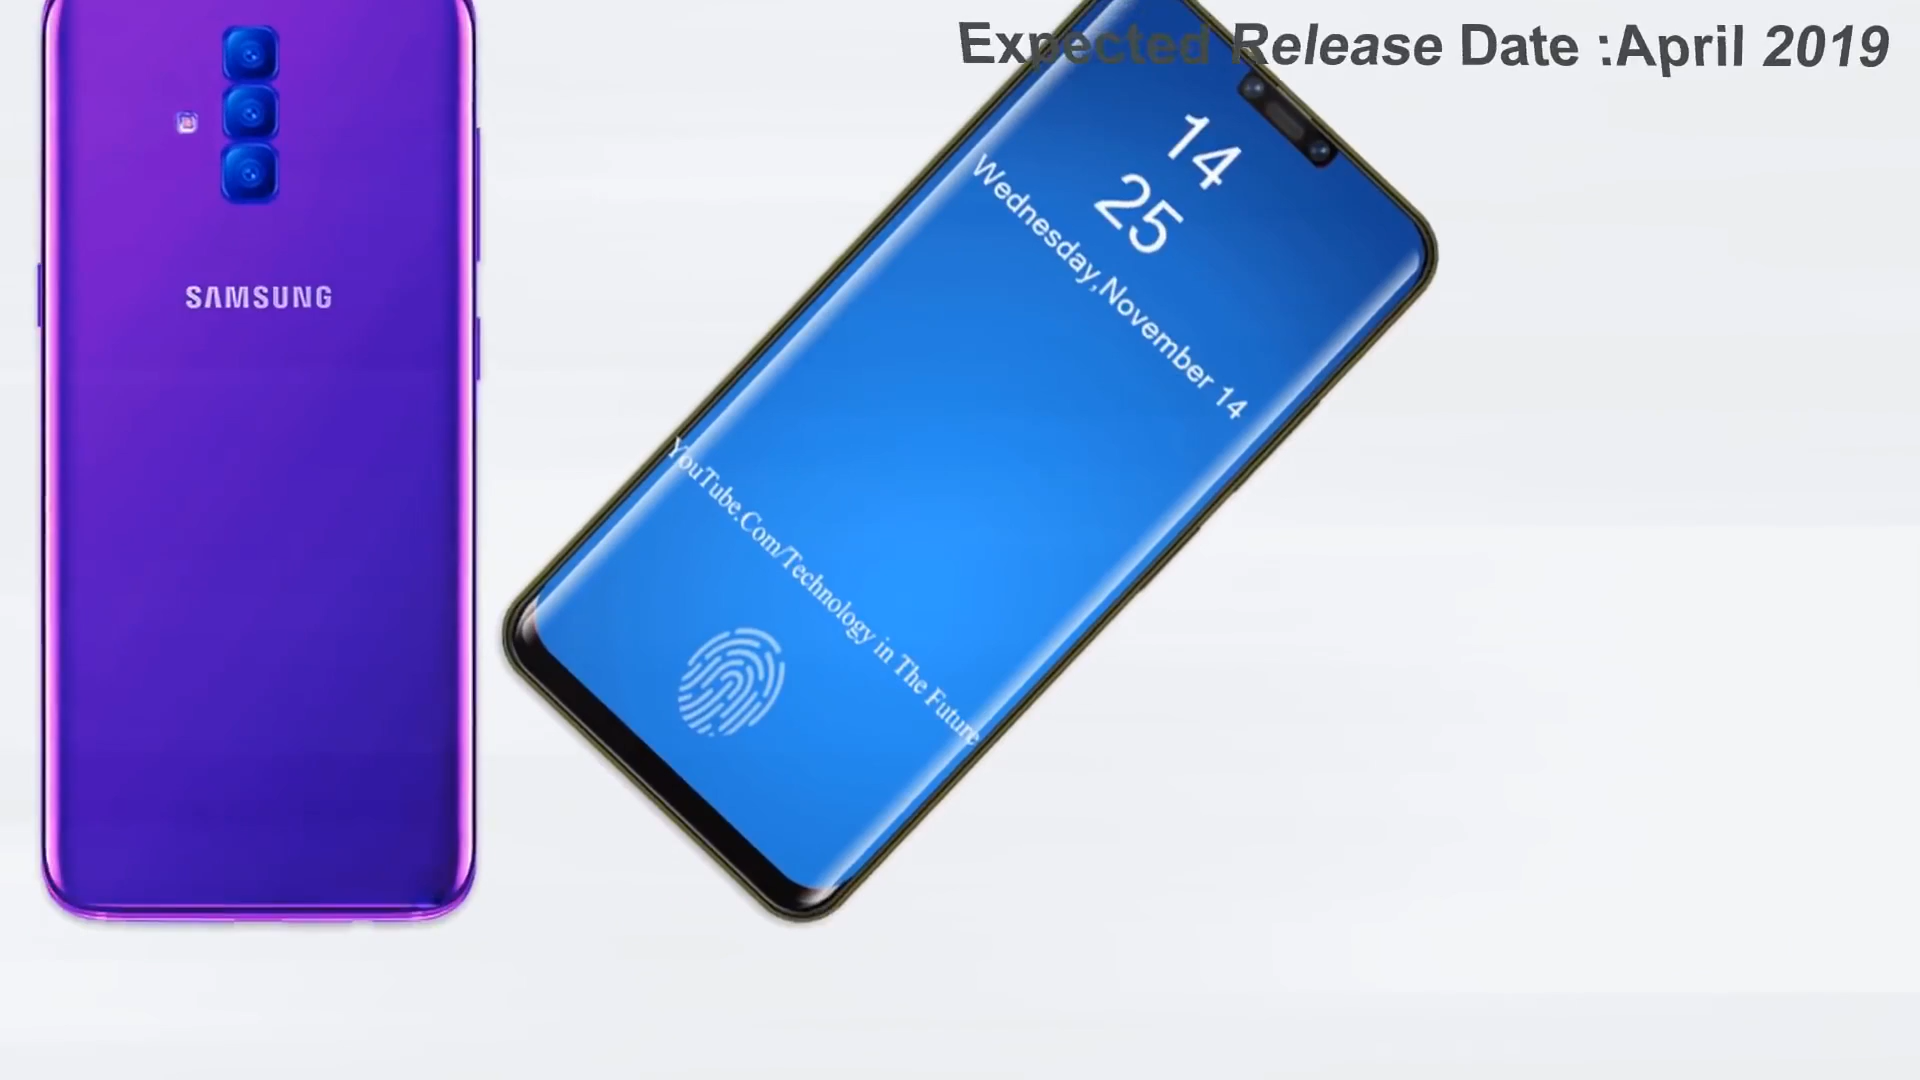 Expected Release Date :April 2019
SAMSUNG
14
25
Wednesday,November 14
YouTube.Com/Technology in The Future